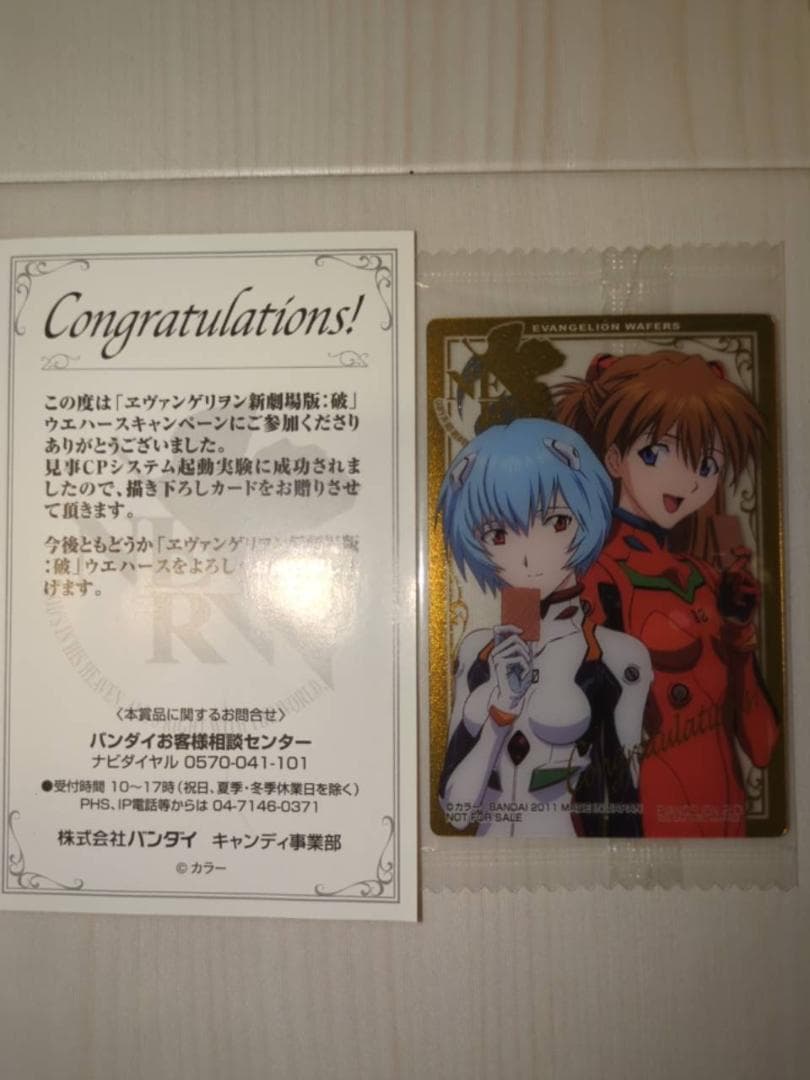 Congratulations!
この度は「ヱヴァンゲリヲン新劇場版:破」
ウエハースキャンペーンにご参加くださり
ありがとうございました。
見事CPシステム起動実験に成功されま
したので、描き下ろしカードをお贈りさせ
て頂きます。
今後ともどうか「ヱヴァンゲリヲン新劇場版
:破」ウエハースをよろし
げます。
〈本賞品に関するお問合せ〉
バンダイお客様相談センター
ナビダイヤル 0570-041-101
●受付時間 10〜17時(祝日、夏季・冬季休業日を除く)
PHS、IP電話等からは 04-7146-0371
株式会社バンダイ キャンディ事業部
©カラー
EVANGELION WAFERS
Congratulations!
©カラー BANDAI 2011 MADE IN JAPAN
NOT FOR SALE